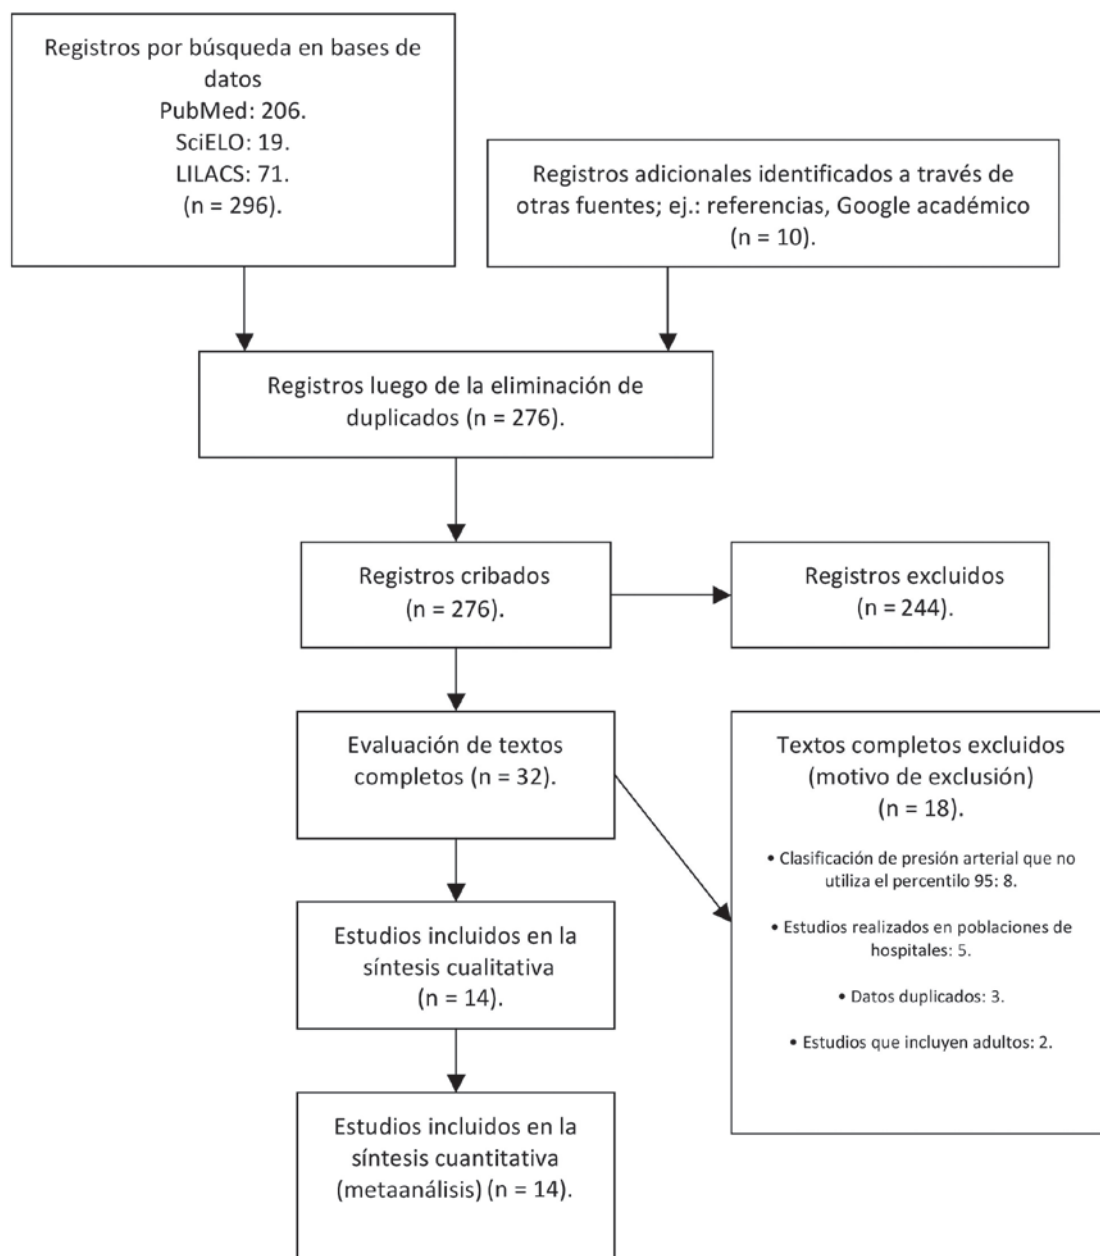 Registros por búsqueda en bases de
datos
PubMed: 206.
SciELO: 19.
LILACS: 71.
(n = 296).
Registros adicionales identificados a través de
otras fuentes; ej.: referencias, Google académico
(n = 10).
Registros luego de la eliminación de
duplicados (n = 276).
Registros cribados
(n = 276).
Registros excluidos
(n = 244).
Evaluación de textos
completos (n = 32).
Textos completos excluidos
(motivo de exclusión)
(n = 18).
• Clasificación de presión arterial que no
utiliza el percentilo 95: 8.
• Estudios realizados en poblaciones de
hospitales: 5.
• Datos duplicados: 3.
• Estudios que incluyen adultos: 2.
Estudios incluidos en la
síntesis cualitativa
(n = 14).
Estudios incluidos en la
síntesis cuantitativa
(metaanálisis) (n = 14).